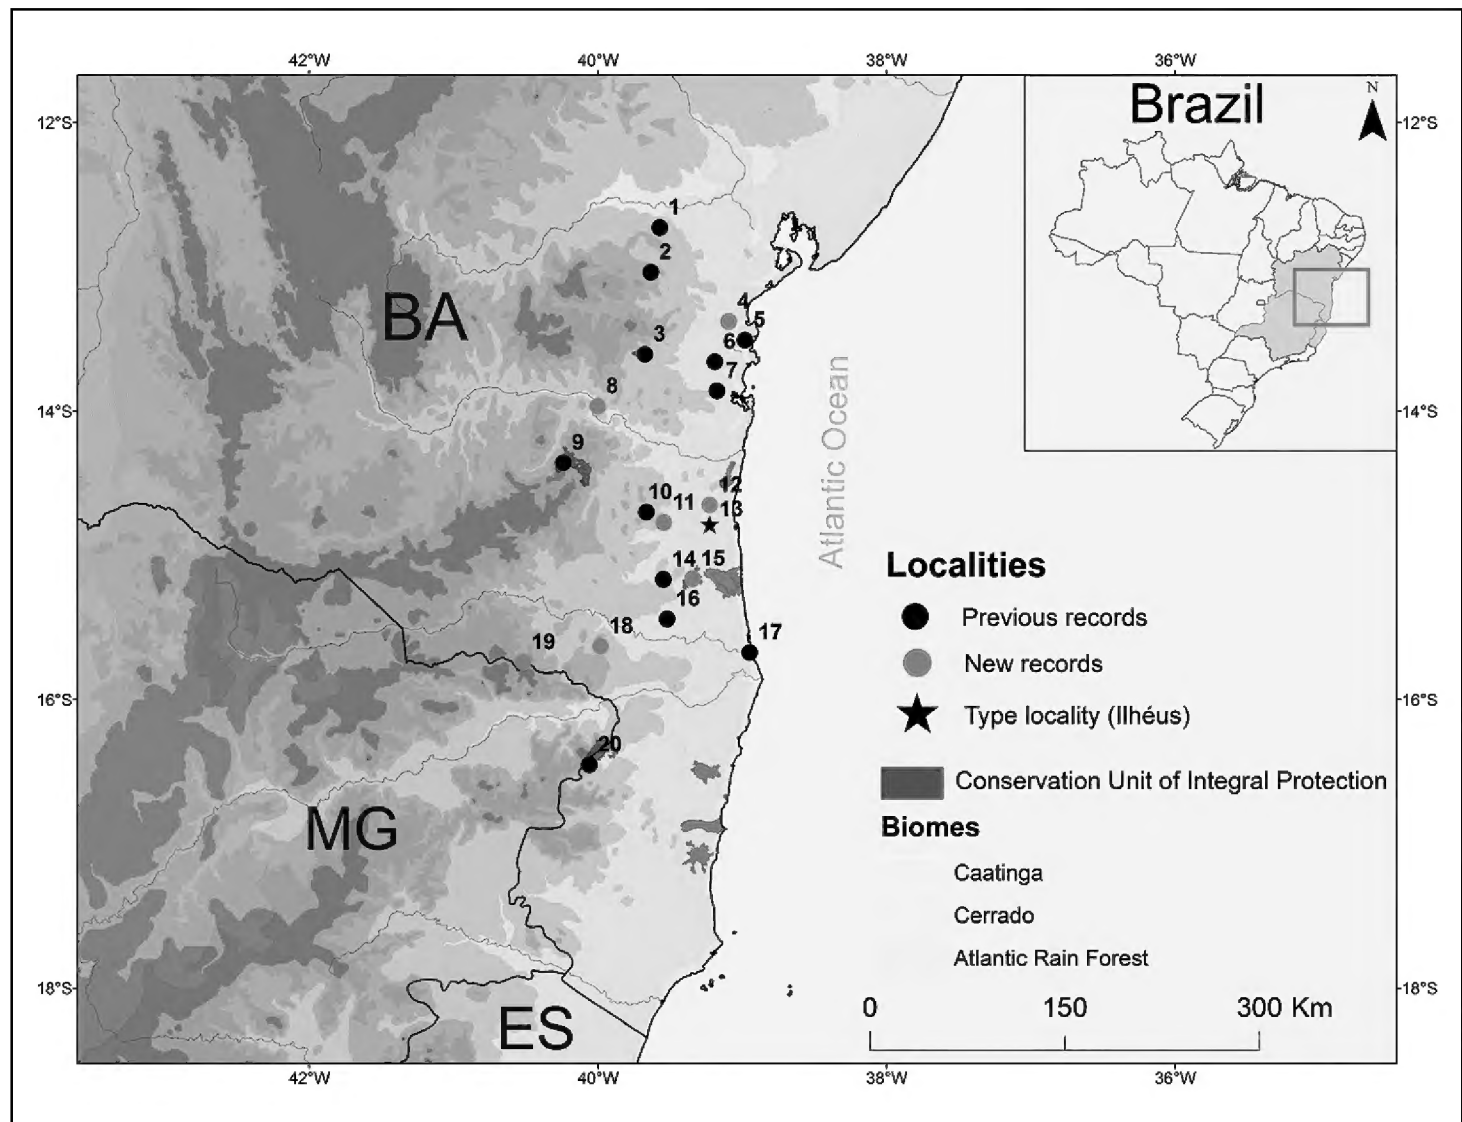 42°W 40°W 38°W 36°W
Brazil
N
12°S 12°S
1
2
BA
4
5
3
6
7
8
14°S 14°S
Atlantic Ocean
9
10
11
12
13
14
15
16
17
18
19
16°S 16°S
20
MG
ES
18°S 18°S
Localities
Previous records
New records
Type locality (Ilhéus)
Conservation Unit of Integral Protection
Biomes
Caatinga
Cerrado
Atlantic Rain Forest
0 150 300 Km
42°W 40°W 38°W 36°W